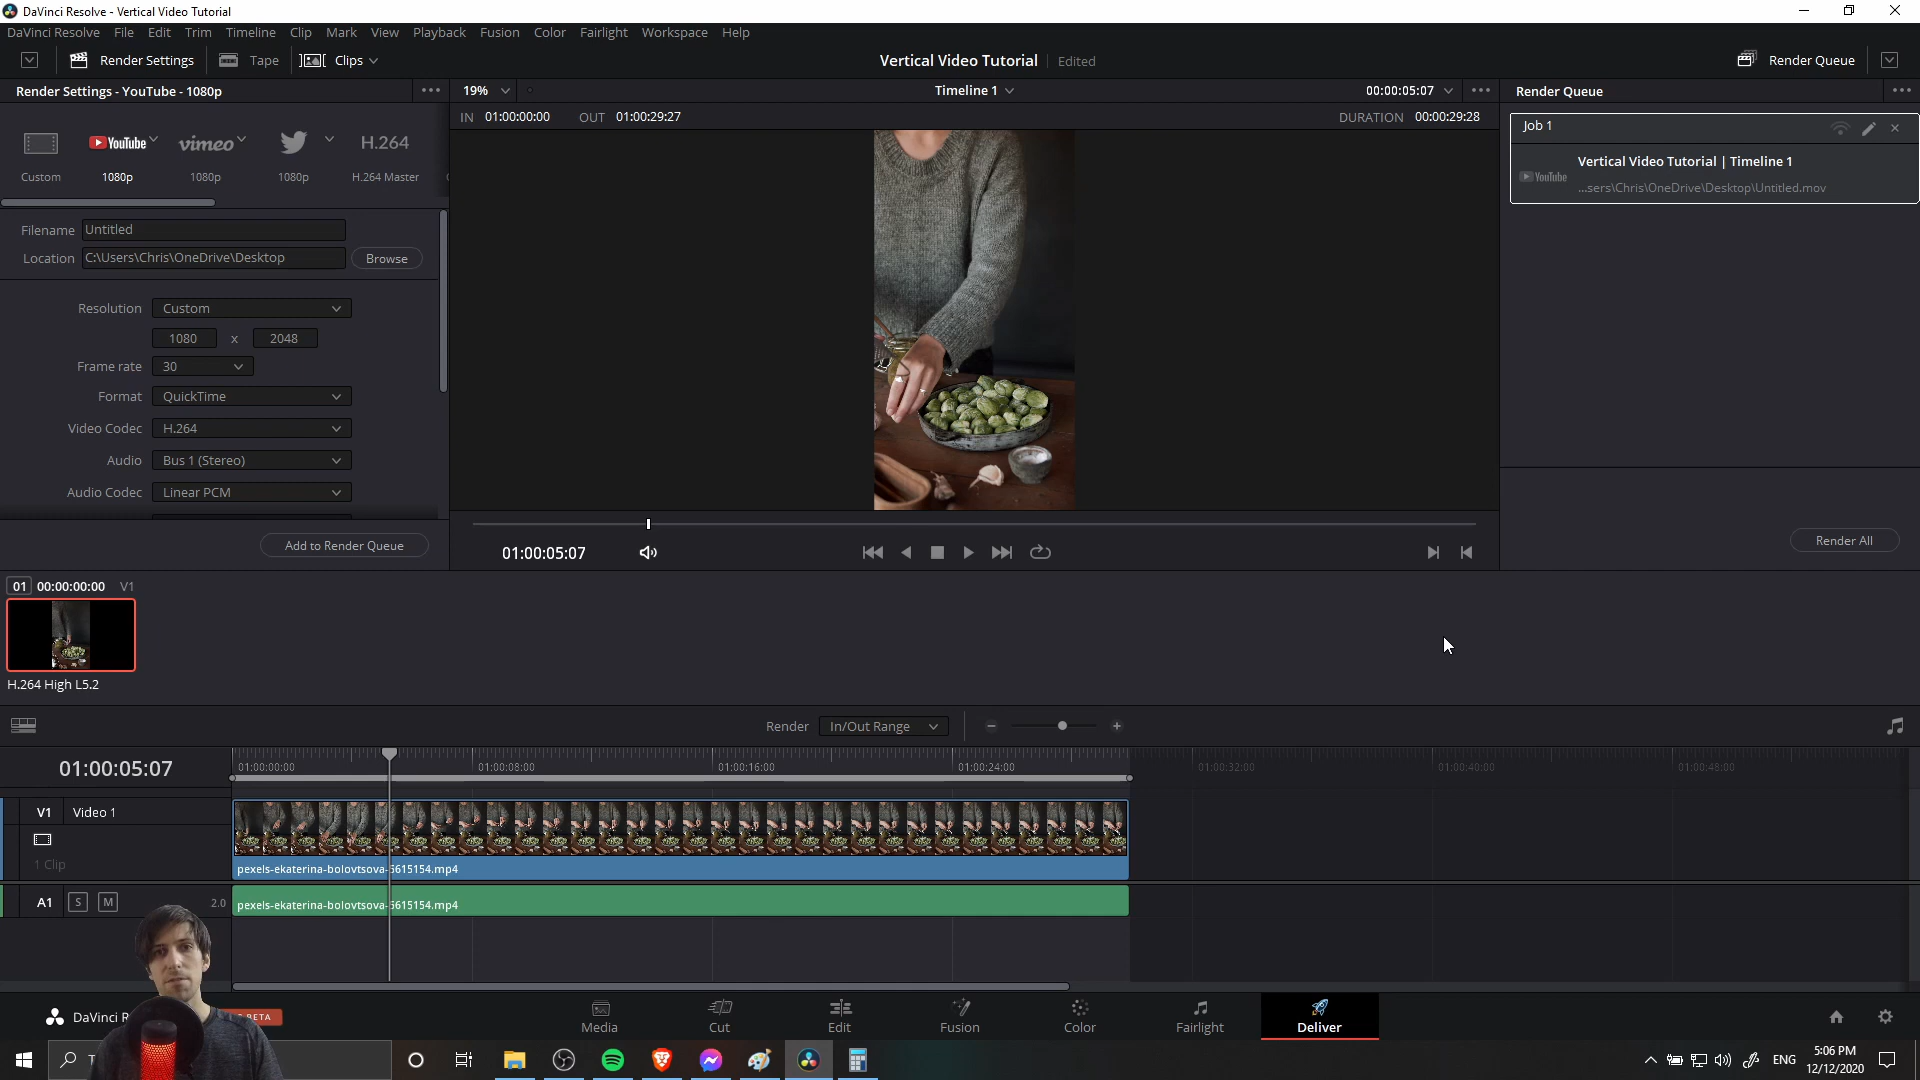 DaVinci Resolve - Vertical Video Tutorial
DaVinci Resolve File Edit Trim Timeline Clip Mark View Playback Fusion Color Fairlight Workspace Help
Render Settings Tape Clips
Vertical Video Tutorial Edited
Render Queue
Render Settings - YouTube - 1080p
19% Timeline 1 00:00:05:07
Render Queue
IN 01:00:00:00 OUT 01:00:29:27 DURATION 00:00:29:28
YouTube vimeo H.264
Custom 1080p 1080p 1080p H.264 Master
Job 1
Vertical Video Tutorial | Timeline 1
YouTube
...sers\Chris\OneDrive\Desktop\Untitled.mov
Filename Untitled
Location C:\Users\Chris\OneDrive\Desktop Browse
Resolution Custom
1080 x 2048
Frame rate 30
Format QuickTime
Video Codec H.264
Audio Bus 1 (Stereo)
Audio Codec Linear PCM
Add to Render Queue
01:00:05:07
Render All
01 00:00:00:00 V1
H.264 High L5.2
Render In/Out Range
01:00:05:07
01:00:00:00 01:00:08:00 01:00:16:00 01:00:24:00 01:00:32:00 01:00:40:00 01:00:48:00
V1 Video 1
1 Clip
pexels-ekaterina-bolovtsova-5615154.mp4
A1 S M 2.0
pexels-ekaterina-bolovtsova-5615154.mp4
DaVinci R BETA
Media Cut Edit Fusion Color Fairlight Deliver
T
ENG
5:06 PM
12/12/2020